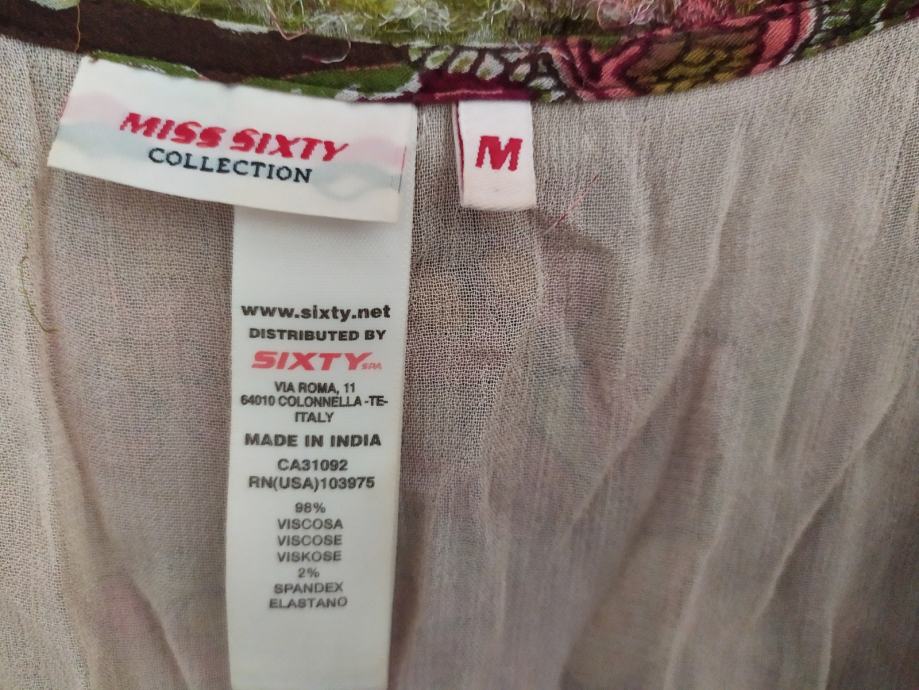 MISS SIXTY
COLLECTION
M
www.sixty.net
DISTRIBUTED BY
SIXTY SPA
VIA ROMA, 11
64010 COLONNELLA -TE-
ITALY
MADE IN INDIA
CA31092
RN(USA)103975
98%
VISCOSA
VISCOSE
VISKOSE
2%
SPANDEX
ELASTANO